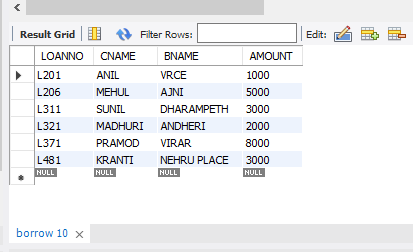 Result Grid Filter Rows: Edit:
LOANNO CNAME BNAME AMOUNT
L201 ANIL VRCE 1000
L206 MEHUL AJNI 5000
L311 SUNIL DHARAMPETH 3000
L321 MADHURI ANDHERI 2000
L371 PRAMOD VIRAR 8000
L481 KRANTI NEHRU PLACE 3000
NULL NULL NULL NULL
borrow 10